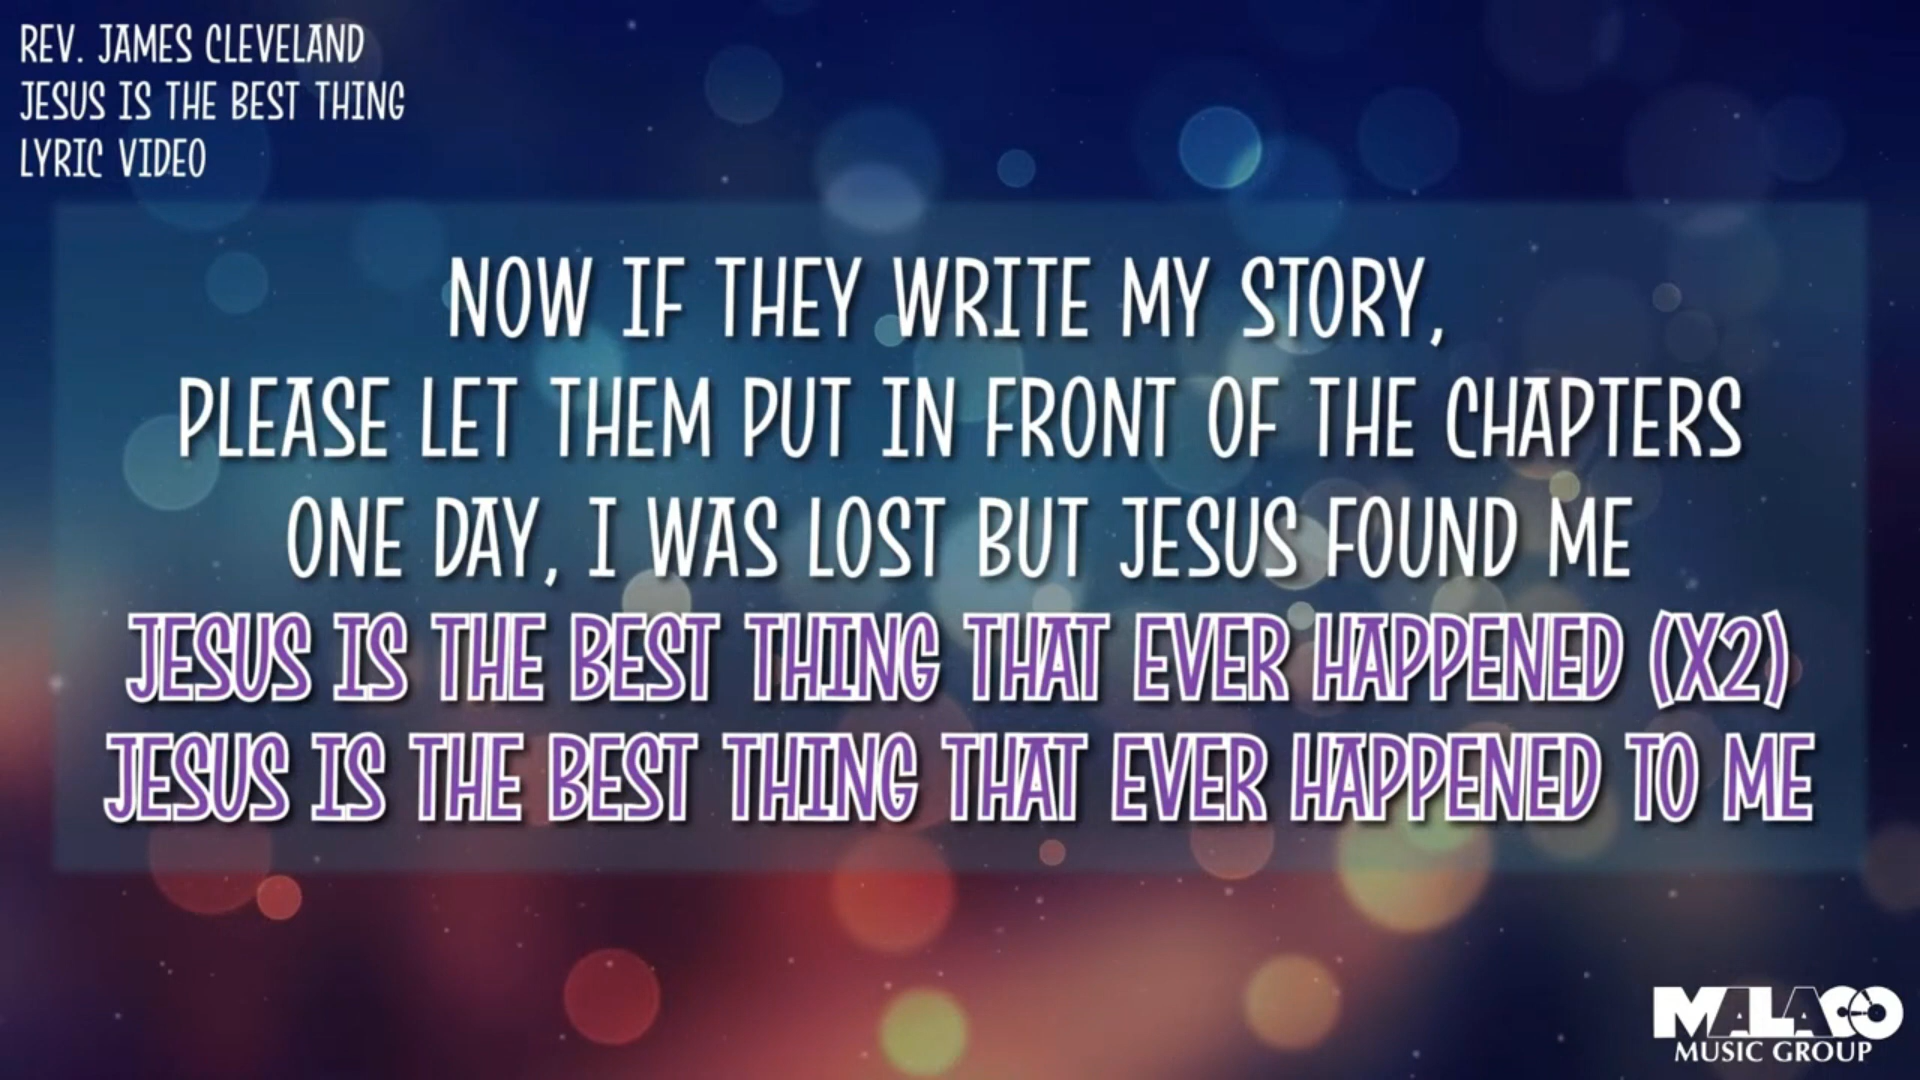 REV. JAMES CLEVELAND
JESUS IS THE BEST THING
LYRIC VIDEO
NOW IF THEY WRITE MY STORY,
PLEASE LET THEM PUT IN FRONT OF THE CHAPTERS
ONE DAY, I WAS LOST BUT JESUS FOUND ME
JESUS IS THE BEST THING THAT EVER HAPPENED (X2)
JESUS IS THE BEST THING THAT EVER HAPPENED TO ME
MALACO
MUSIC GROUP